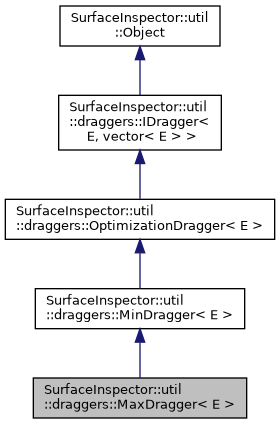 SurfaceInspector::util
::Object
SurfaceInspector::util
::draggers::IDragger<
E, vector< E > >
SurfaceInspector::util
::draggers::OptimizationDragger< E >
SurfaceInspector::util
::draggers::MinDragger< E >
SurfaceInspector::util
::draggers::MaxDragger< E >